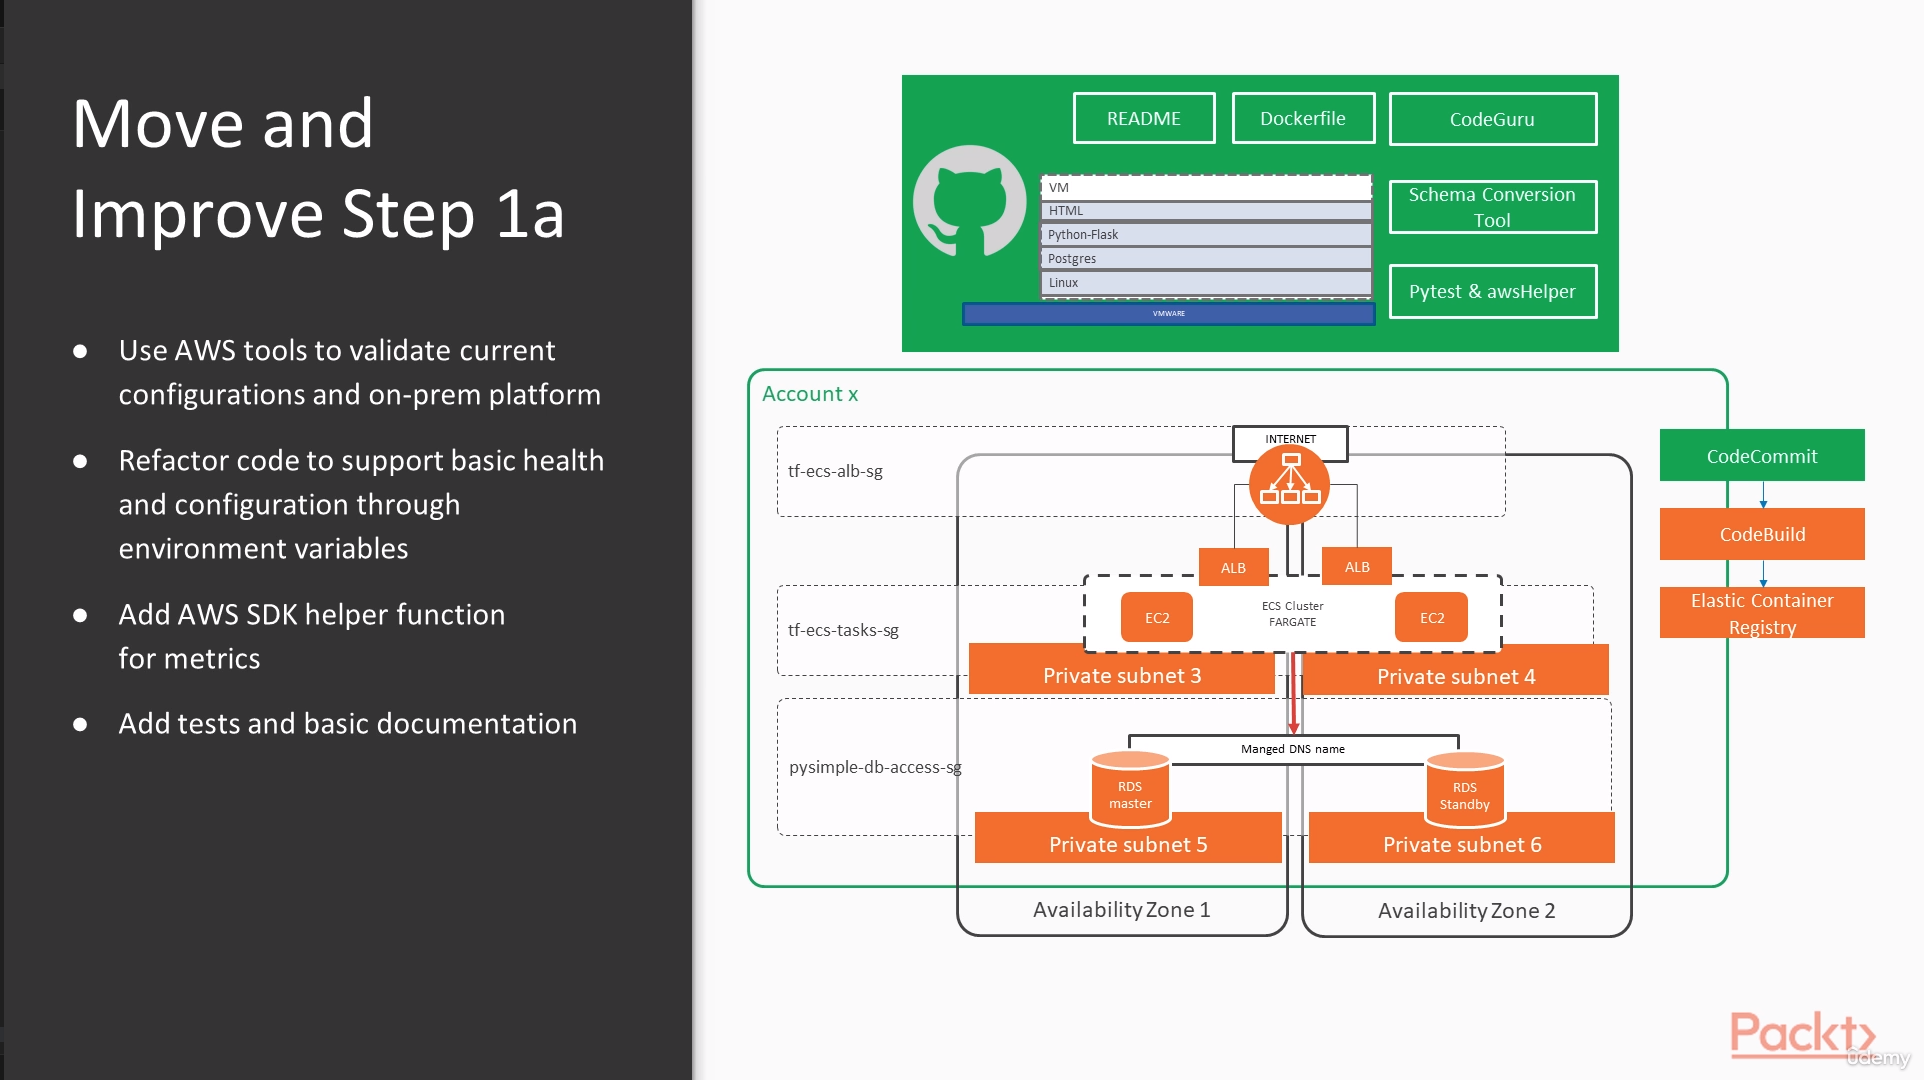 Move and
Improve Step 1a
● Use AWS tools to validate current
configurations and on-prem platform
● Refactor code to support basic health
and configuration through
environment variables
● Add AWS SDK helper function
for metrics
● Add tests and basic documentation
README
Dockerfile
CodeGuru
VM
HTML
Python-Flask
Postgres
Linux
VMWARE
Schema Conversion
Tool
Pytest & awsHelper
Account x
INTERNET
tf-ecs-alb-sg
ALB
ALB
EC2
ECS Cluster
FARGATE
EC2
tf-ecs-tasks-sg
Private subnet 3
Private subnet 4
Manged DNS name
pysimple-db-access-sg
RDS
master
RDS
Standby
Private subnet 5
Private subnet 6
Availability Zone 1
Availability Zone 2
CodeCommit
CodeBuild
Elastic Container
Registry
Packt
ûdemy